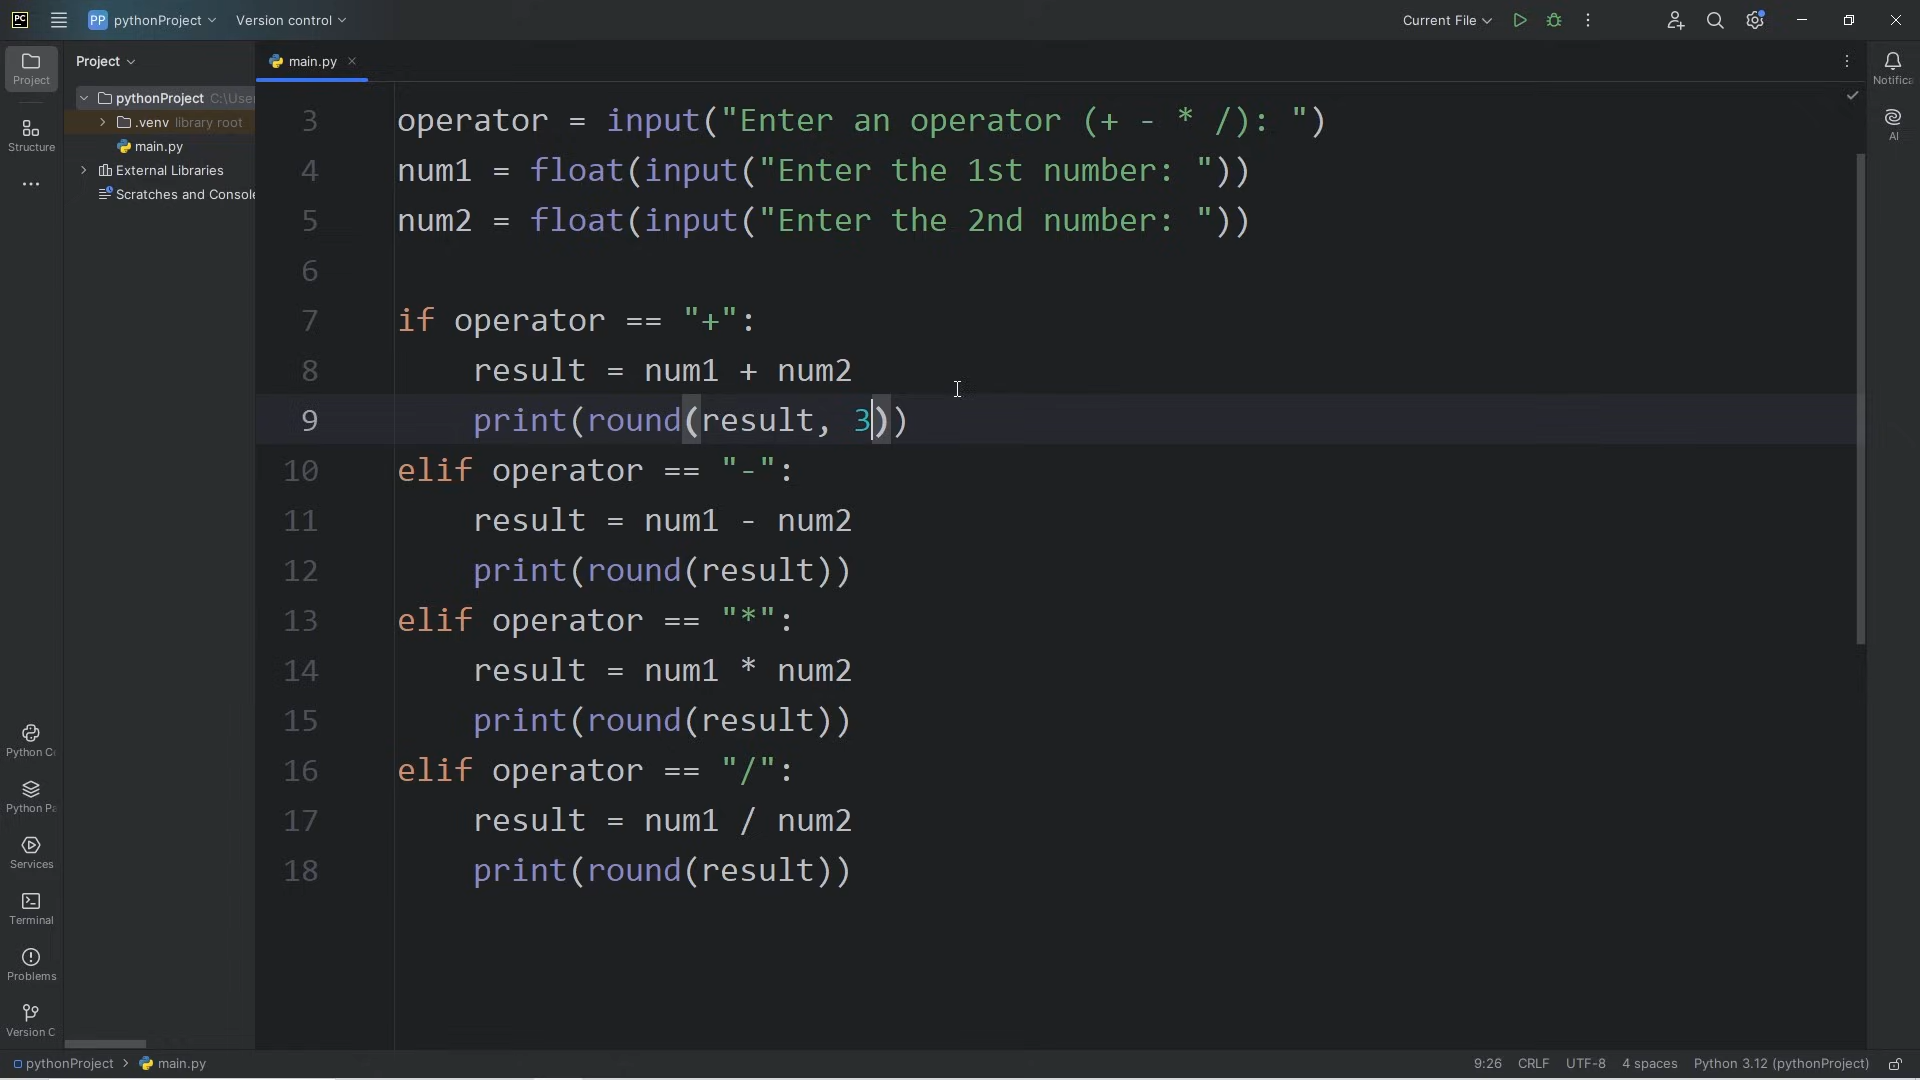 PC PP pythonProject Version control Current File
Project main.py
Project
pythonProject C:\Use
.venv library root
main.py
External Libraries
Scratches and Console
Structure
Notifica
AI
3 operator = input("Enter an operator (+ - * /): ")
4 num1 = float(input("Enter the 1st number: "))
5 num2 = float(input("Enter the 2nd number: "))
6
7 if operator == "+":
8 result = num1 + num2
9 print(round(result, 3))
10 elif operator == "-":
11 result = num1 - num2
12 print(round(result))
13 elif operator == "*":
14 result = num1 * num2
15 print(round(result))
16 elif operator == "/":
17 result = num1 / num2
18 print(round(result))
Python C
Python Pa
Services
Terminal
Problems
Version C
pythonProject > main.py 9:26 CRLF UTF-8 4 spaces Python 3.12 (pythonProject)